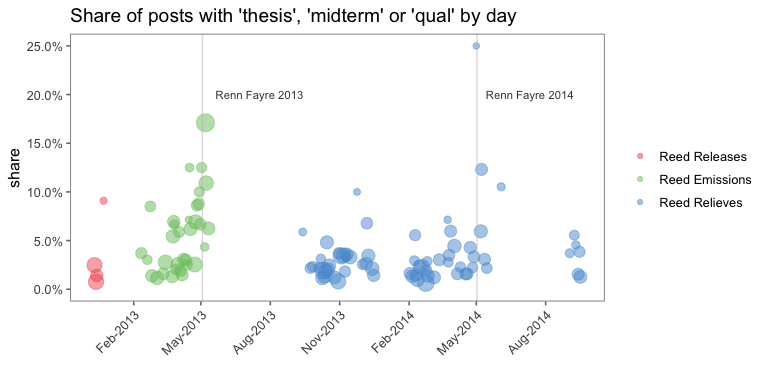 Share of posts with 'thesis', 'midterm' or 'qual' by day
share
25.0%
20.0%
15.0%
10.0%
5.0%
0.0%
Renn Fayre 2013
Renn Fayre 2014
Feb-2013
May-2013
Aug-2013
Nov-2013
Feb-2014
May-2014
Aug-2014
Reed Releases
Reed Emissions
Reed Relieves